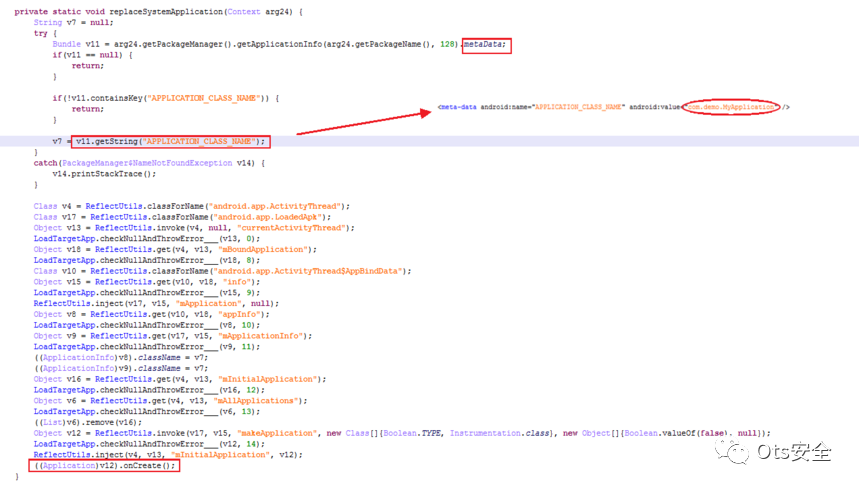 private static void replaceSystemApplication(Context arg24) {
String v7 = null;
try {
Bundle v11 = arg24.getPackageManager().getApplicationInfo(arg24.getPackageName(), 128).metaData;
if(v11 == null) {
return;
}
if(!v11.containsKey("APPLICATION_CLASS_NAME")) {
return;
}
<meta-data android:name="APPLICATION_CLASS_NAME" android:value="com.demo.MyApplication"/>
v7 = v11.getString("APPLICATION_CLASS_NAME");
}
catch(PackageManager$NameNotFoundException v14) {
v14.printStackTrace();
}
Class v4 = ReflectUtils.classForName("android.app.ActivityThread");
Class v17 = ReflectUtils.classForName("android.app.LoadedApk");
Object v13 = ReflectUtils.invoke(v4, null, "currentActivityThread");
LoadTargetApp.checkNullAndThrowError___(v13, 0);
Object v18 = ReflectUtils.get(v4, v13, "mBoundApplication");
LoadTargetApp.checkNullAndThrowError___(v18, 8);
Class v10 = ReflectUtils.classForName("android.app.ActivityThread$AppBindData");
Object v15 = ReflectUtils.get(v10, v18, "info");
LoadTargetApp.checkNullAndThrowError___(v15, 9);
ReflectUtils.inject(v17, v15, "mApplication", null);
Object v8 = ReflectUtils.get(v10, v18, "appInfo");
LoadTargetApp.checkNullAndThrowError___(v8, 10);
Object v9 = ReflectUtils.get(v17, v15, "mApplicationInfo");
LoadTargetApp.checkNullAndThrowError___(v9, 11);
((ApplicationInfo)v8).className = v7;
((ApplicationInfo)v9).className = v7;
Object v16 = ReflectUtils.get(v4, v13, "mInitialApplication");
LoadTargetApp.checkNullAndThrowError___(v16, 12);
Object v6 = ReflectUtils.get(v4, v13, "mAllApplications");
LoadTargetApp.checkNullAndThrowError___(v6, 13);
((List)v6).remove(v16);
Object v12 = ReflectUtils.invoke(v17, v15, "makeApplication", new Class[]{Boolean.TYPE, Instrumentation.class}, new Object[]{Boolean.valueOf(false), null});
LoadTargetApp.checkNullAndThrowError___(v12, 14);
ReflectUtils.inject(v4, v13, "mInitialApplication", v12);
((Application)v12).onCreate();
}
Ots安全